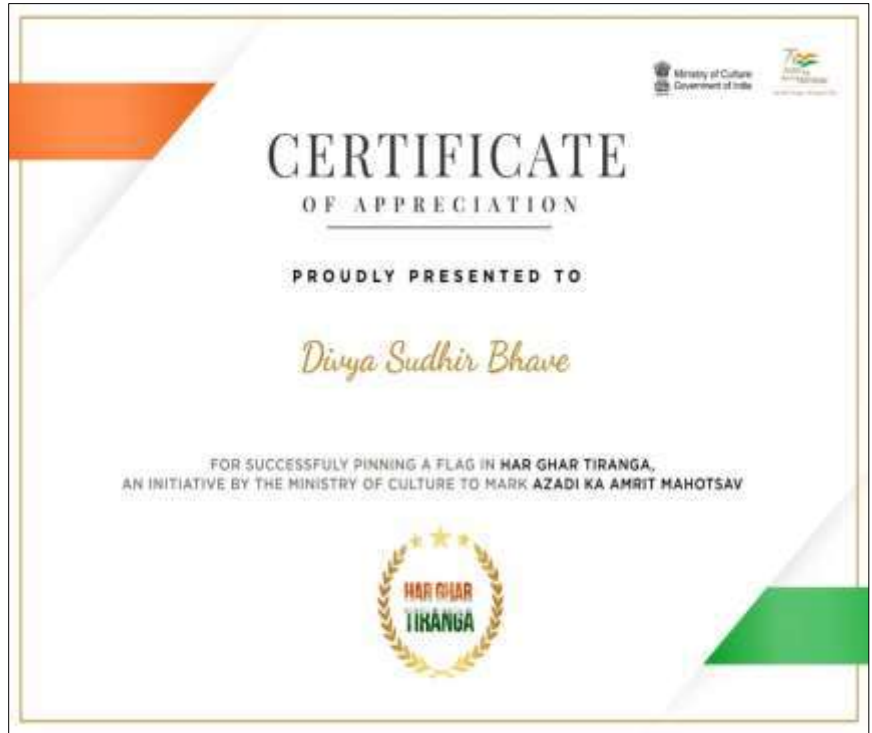 Ministry of Culture
Government of India
CERTIFICATE
OF APPRECIATION
PROUDLY PRESENTED TO
Divya Sudhir Bhave
FOR SUCCESSFULY PINNING A FLAG IN HAR GHAR TIRANGA,
AN INITIATIVE BY THE MINISTRY OF CULTURE TO MARK AZADI KA AMRIT MAHOTSAV
HAR GHAR
TIRANGA